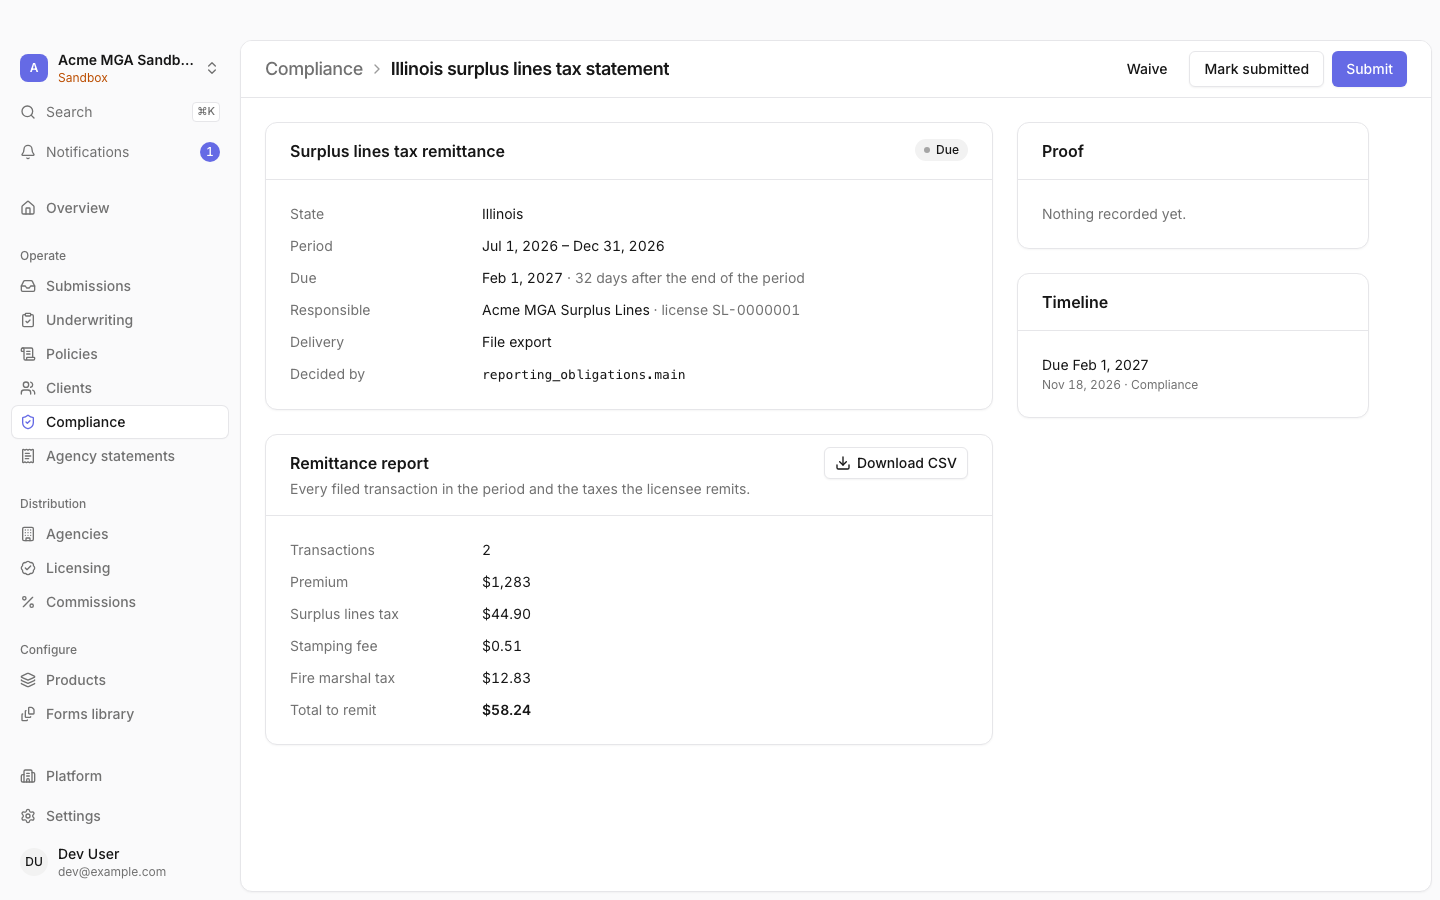 A
Acme MGA Sandb...
Sandbox
Search
⌘K
Notifications
1
Overview
Operate
Submissions
Underwriting
Policies
Clients
Compliance
Agency statements
Distribution
Agencies
Licensing
Commissions
Configure
Products
Forms library
Platform
Settings
DU
Dev User
dev@example.com
Compliance > Illinois surplus lines tax statement
Waive
Mark submitted
Submit
Surplus lines tax remittance
Due
State Illinois
Period Jul 1, 2026 – Dec 31, 2026
Due Feb 1, 2027 · 32 days after the end of the period
Responsible Acme MGA Surplus Lines · license SL-0000001
Delivery File export
Decided by reporting_obligations.main
Remittance report
Download CSV
Every filed transaction in the period and the taxes the licensee remits.
Transactions 2
Premium $1,283
Surplus lines tax $44.90
Stamping fee $0.51
Fire marshal tax $12.83
Total to remit $58.24
Proof
Nothing recorded yet.
Timeline
Due Feb 1, 2027
Nov 18, 2026 · Compliance